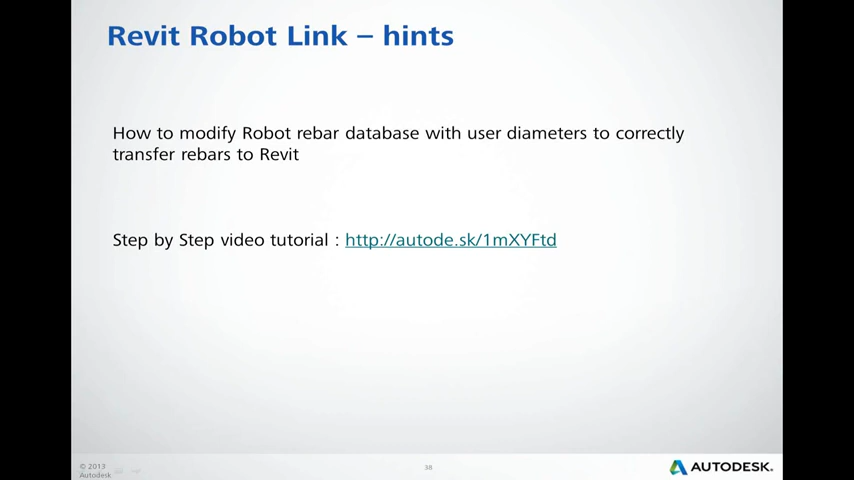 Revit Robot Link – hints
How to modify Robot rebar database with user diameters to correctly
transfer rebars to Revit
Step by Step video tutorial : http://autode.sk/1mXYFtd
© 2013
Autodesk
38
AUTODESK.